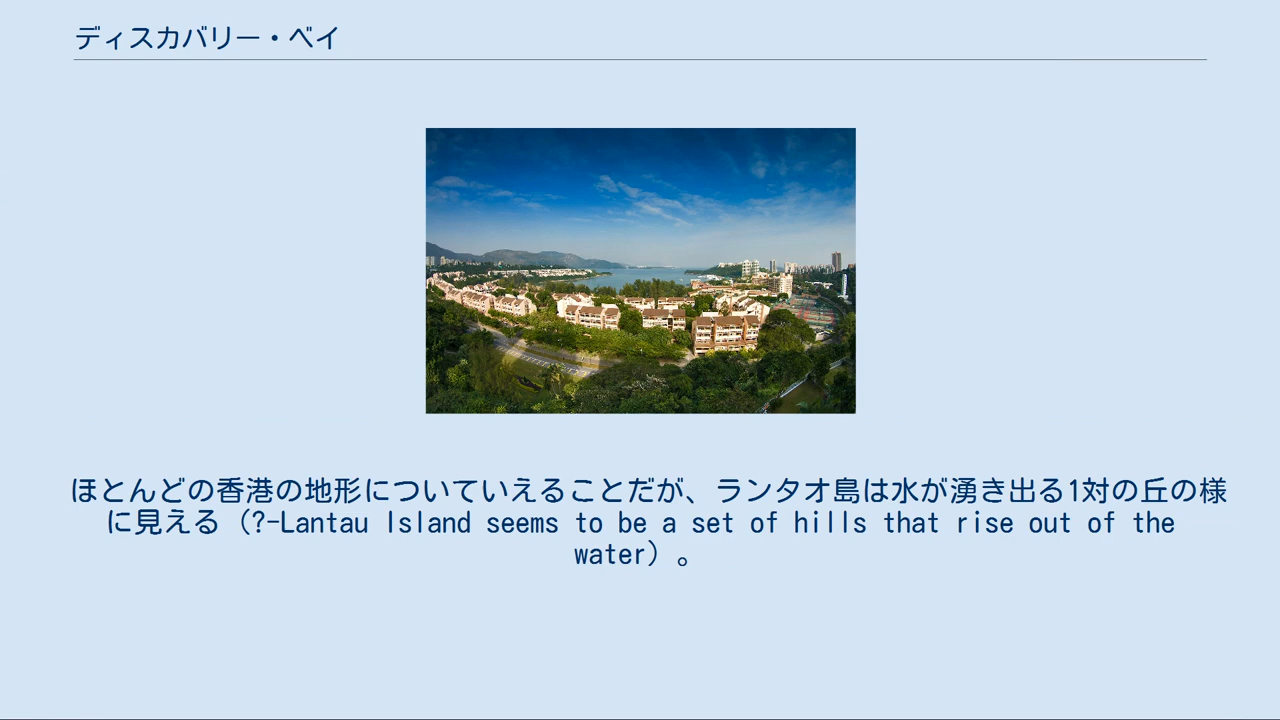 ディスカバリー・ベイ
ほとんどの香港の地形についていえることだが、ランタオ島は水が湧き出る1対の丘の様
に見える（?-Lantau Island seems to be a set of hills that rise out of the
water）。